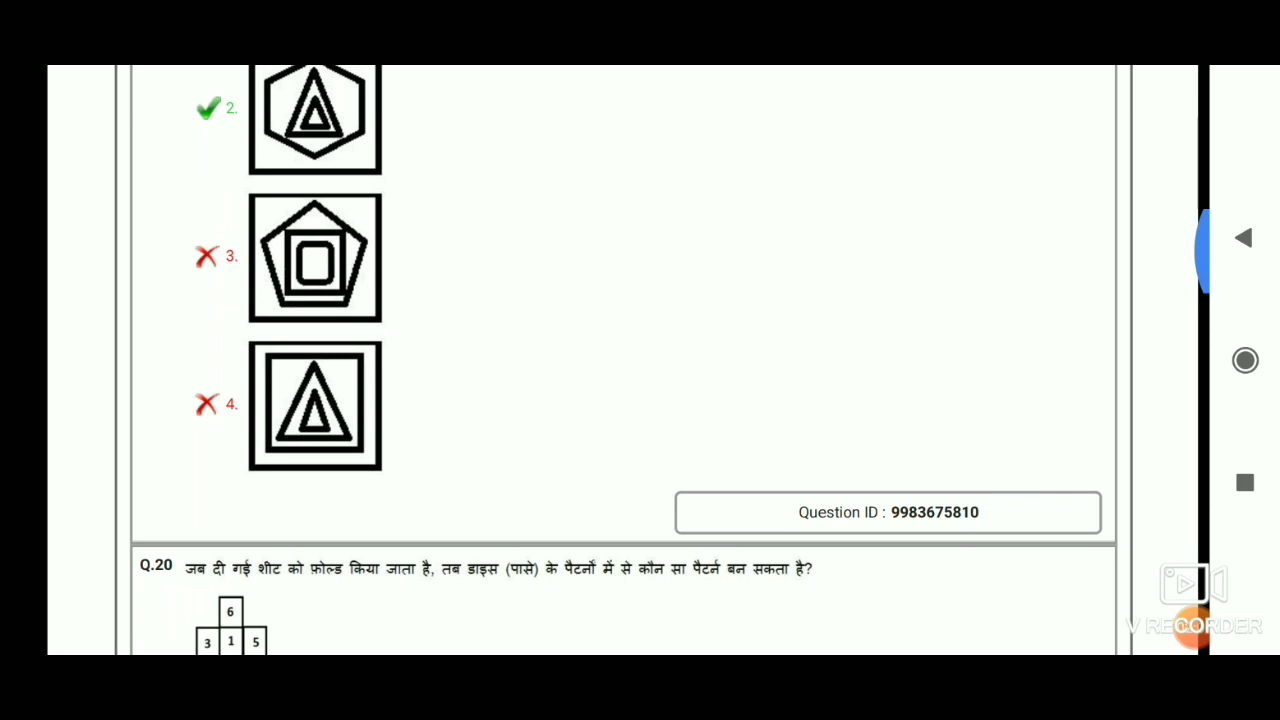 2.
3.
4.
Question ID : 9983675810
Q.20 जब दी गई शीट को फ़ोल्ड किया जाता है, तब डाइस (पासे) के पैटर्नों में से कौन सा पैटर्न बन सकता है?
6
3 1 5
V RECORDER